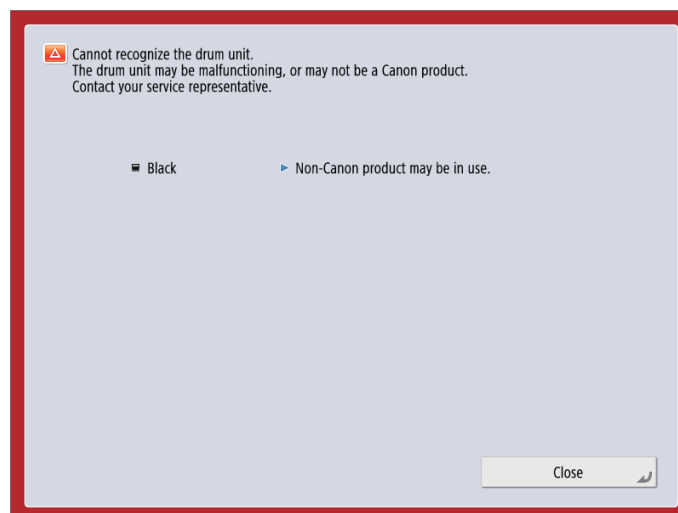 Cannot recognize the drum unit.
The drum unit may be malfunctioning, or may not be a Canon product.
Contact your service representative.
Black
Non-Canon product may be in use.
Close